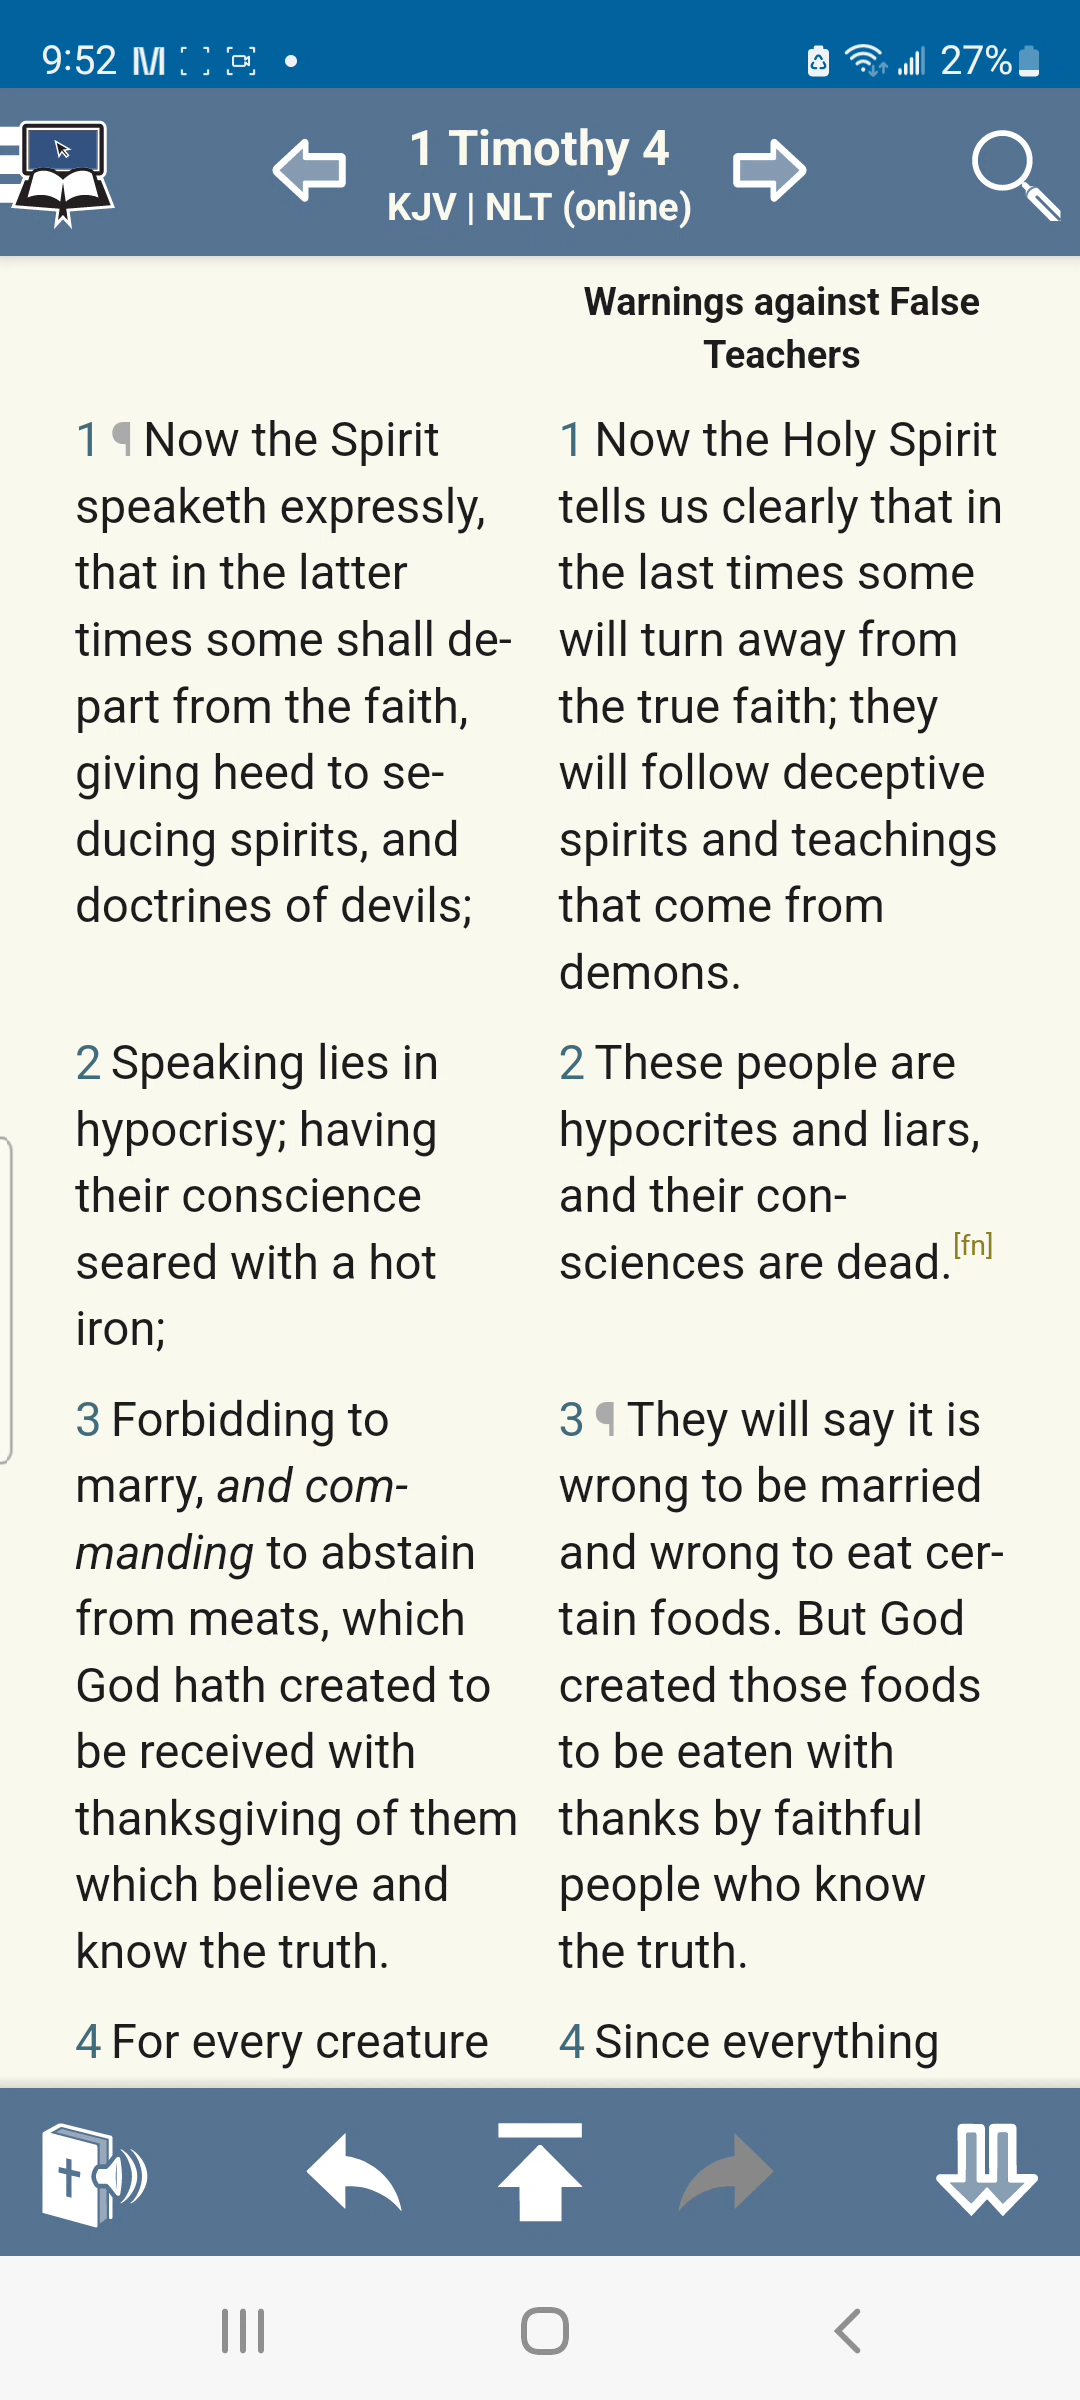 9:52
27%
1 Timothy 4
KJV | NLT (online)
Warnings against False
Teachers
1 ¶ Now the Spirit
speaketh expressly,
that in the latter
times some shall de-
part from the faith,
giving heed to se-
ducing spirits, and
doctrines of devils;
1 Now the Holy Spirit
tells us clearly that in
the last times some
will turn away from
the true faith; they
will follow deceptive
spirits and teachings
that come from
demons.
2 Speaking lies in
hypocrisy; having
their conscience
seared with a hot
iron;
2 These people are
hypocrites and liars,
and their con-
sciences are dead.[fn]
3 Forbidding to
marry, and com-
manding to abstain
from meats, which
God hath created to
be received with
thanksgiving of them
which believe and
know the truth.
3 ¶ They will say it is
wrong to be married
and wrong to eat cer-
tain foods. But God
created those foods
to be eaten with
thanks by faithful
people who know
the truth.
4 For every creature
4 Since everything